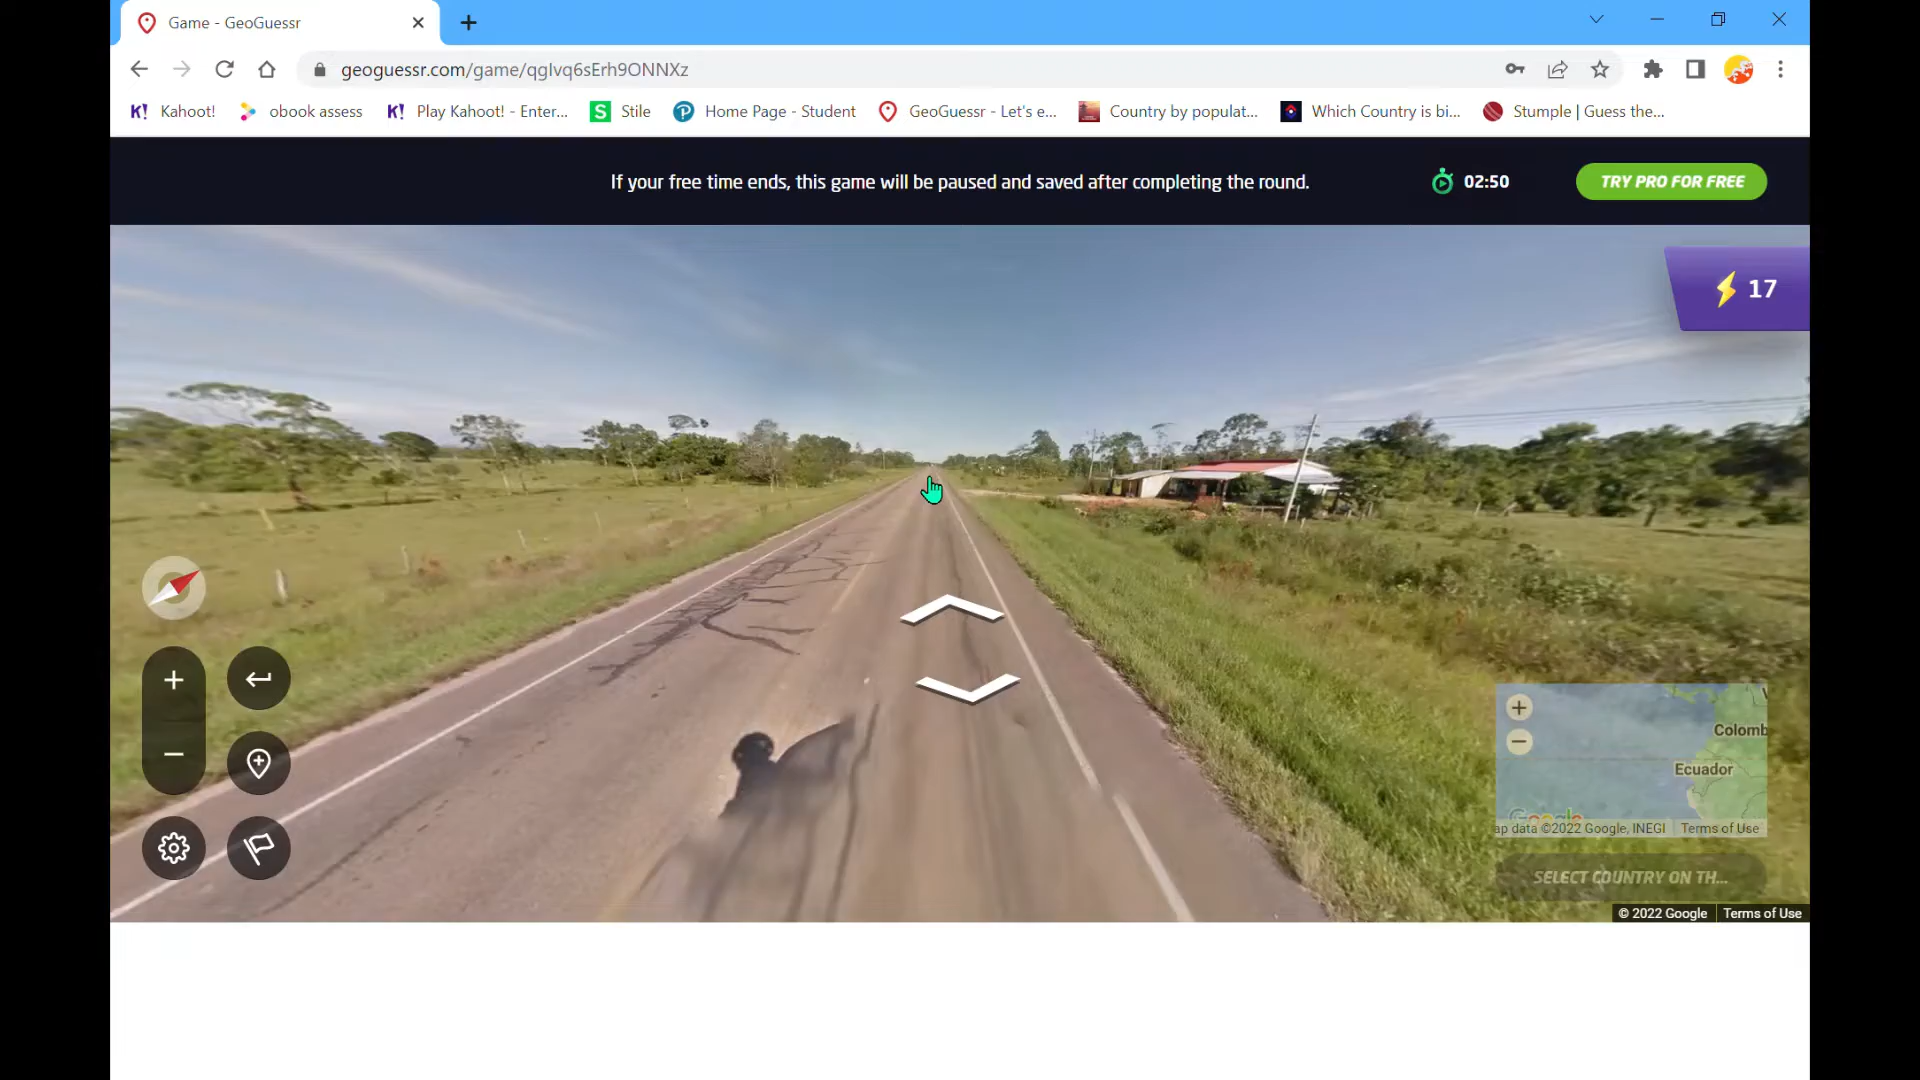 Game - GeoGuessr
geoguessr.com/game/qglvq6sErh9ONNXz
K! Kahoot!
obook assess
K! Play Kahoot! - Enter...
S Stile
Home Page - Student
GeoGuessr - Let's e...
Country by populat...
Which Country is bi...
Stumple | Guess the...
If your free time ends, this game will be paused and saved after completing the round.
02:50
TRY PRO FOR FREE
17
Colomb
Ecuador
Google
ap data ©2022 Google, INEGI
Terms of Use
SELECT COUNTRY ON TH...
© 2022 Google
Terms of Use